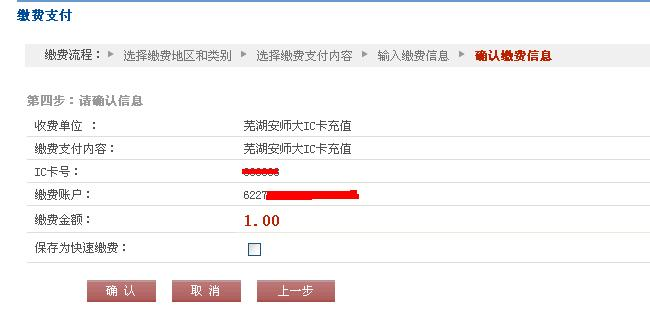 缴费支付
缴费流程： 选择缴费地区和类别 选择缴费支付内容 输入缴费信息 确认缴费信息
第四步：请确认信息
收费单位 ： 芜湖安师大IC卡充值
缴费支付内容： 芜湖安师大IC卡充值
IC卡号：
缴费账户： 6227
缴费金额： 1.00
保存为快速缴费：
确 认 取 消 上一步